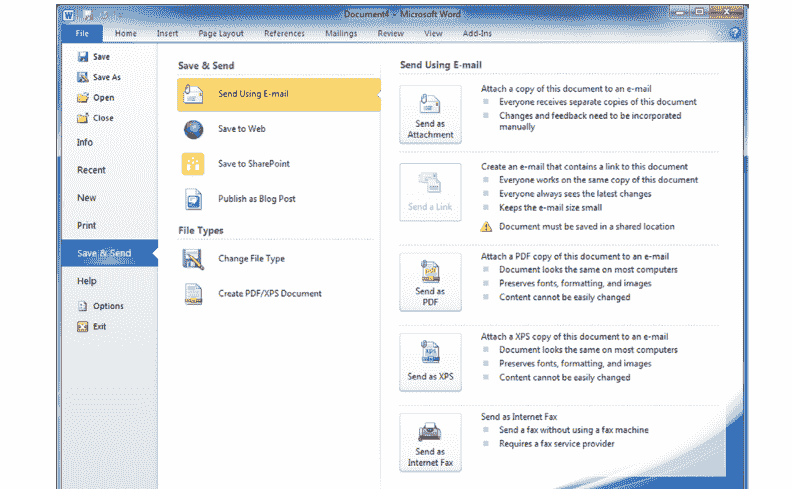 Document4 - Microsoft Word
File Home Insert Page Layout References Mailings Review View Add-Ins
Save
Save As
Open
Close
Info
Recent
New
Print
Save & Send
Help
Options
Exit
Save & Send
Send Using E-mail
Save to Web
Save to SharePoint
Publish as Blog Post
File Types
Change File Type
Create PDF/XPS Document
Send Using E-mail
Send as
Attachment
Attach a copy of this document to an e-mail
Everyone receives separate copies of this document
Changes and feedback need to be incorporated
manually
Send a Link
Create an e-mail that contains a link to this document
Everyone works on the same copy of this document
Everyone always sees the latest changes
Keeps the e-mail size small
Document must be saved in a shared location
Send as
PDF
Attach a PDF copy of this document to an e-mail
Document looks the same on most computers
Preserves fonts, formatting, and images
Content cannot be easily changed
Send as XPS
Attach a XPS copy of this document to an e-mail
Document looks the same on most computers
Preserves fonts, formatting, and images
Content cannot be easily changed
Send as
Internet Fax
Send as Internet Fax
Send a fax without using a fax machine
Requires a fax service provider